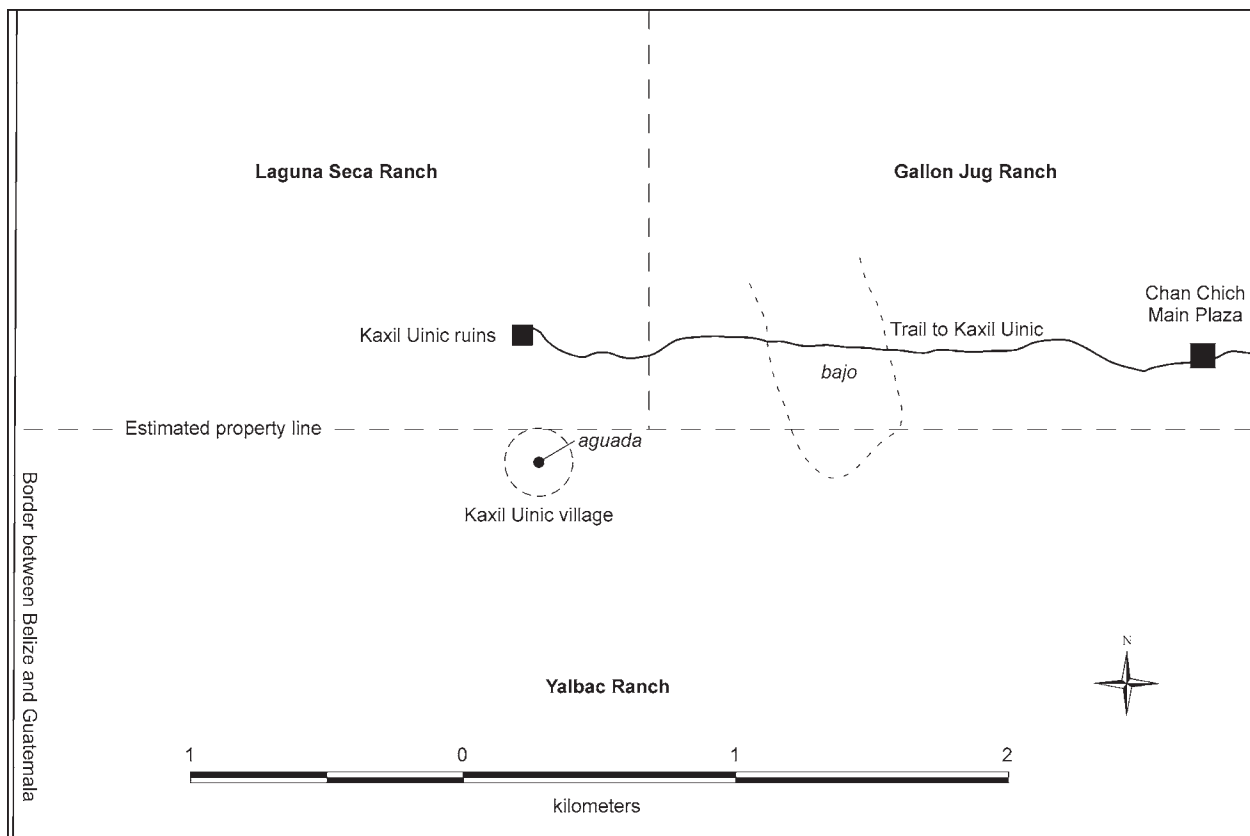 Laguna Seca Ranch
Gallon Jug Ranch
Chan Chich
Main Plaza
Kaxil Uinic ruins
Trail to Kaxil Uinic
bajo
Estimated property line
aguada
Kaxil Uinic village
Border between Belize and Guatemala
N
Yalbac Ranch
1 0 1 2
kilometers